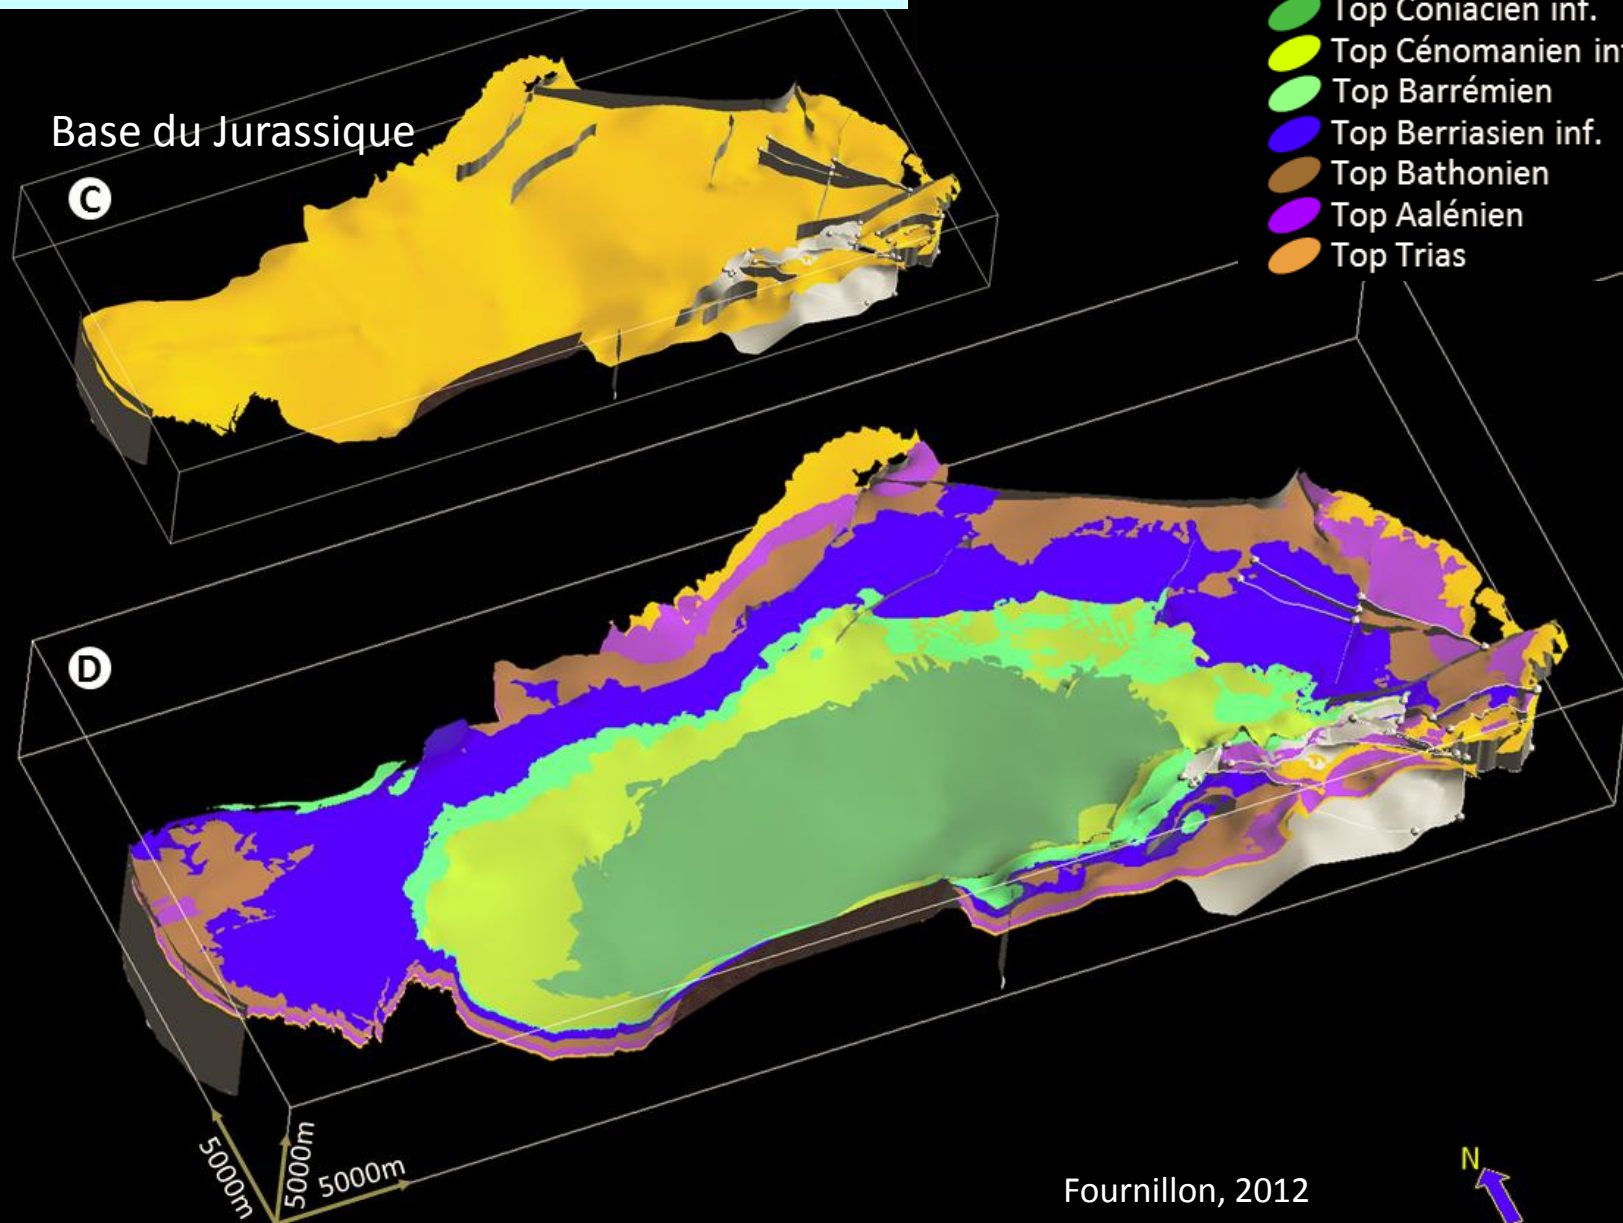 Top Coniacien inf.
Top Cénomanien inf
Top Barrémien
Top Berriasien inf.
Top Bathonien
Top Aalénien
Top Trias
Base du Jurassique
C
D
5000m
5000m
5000m
Fournillon, 2012
N